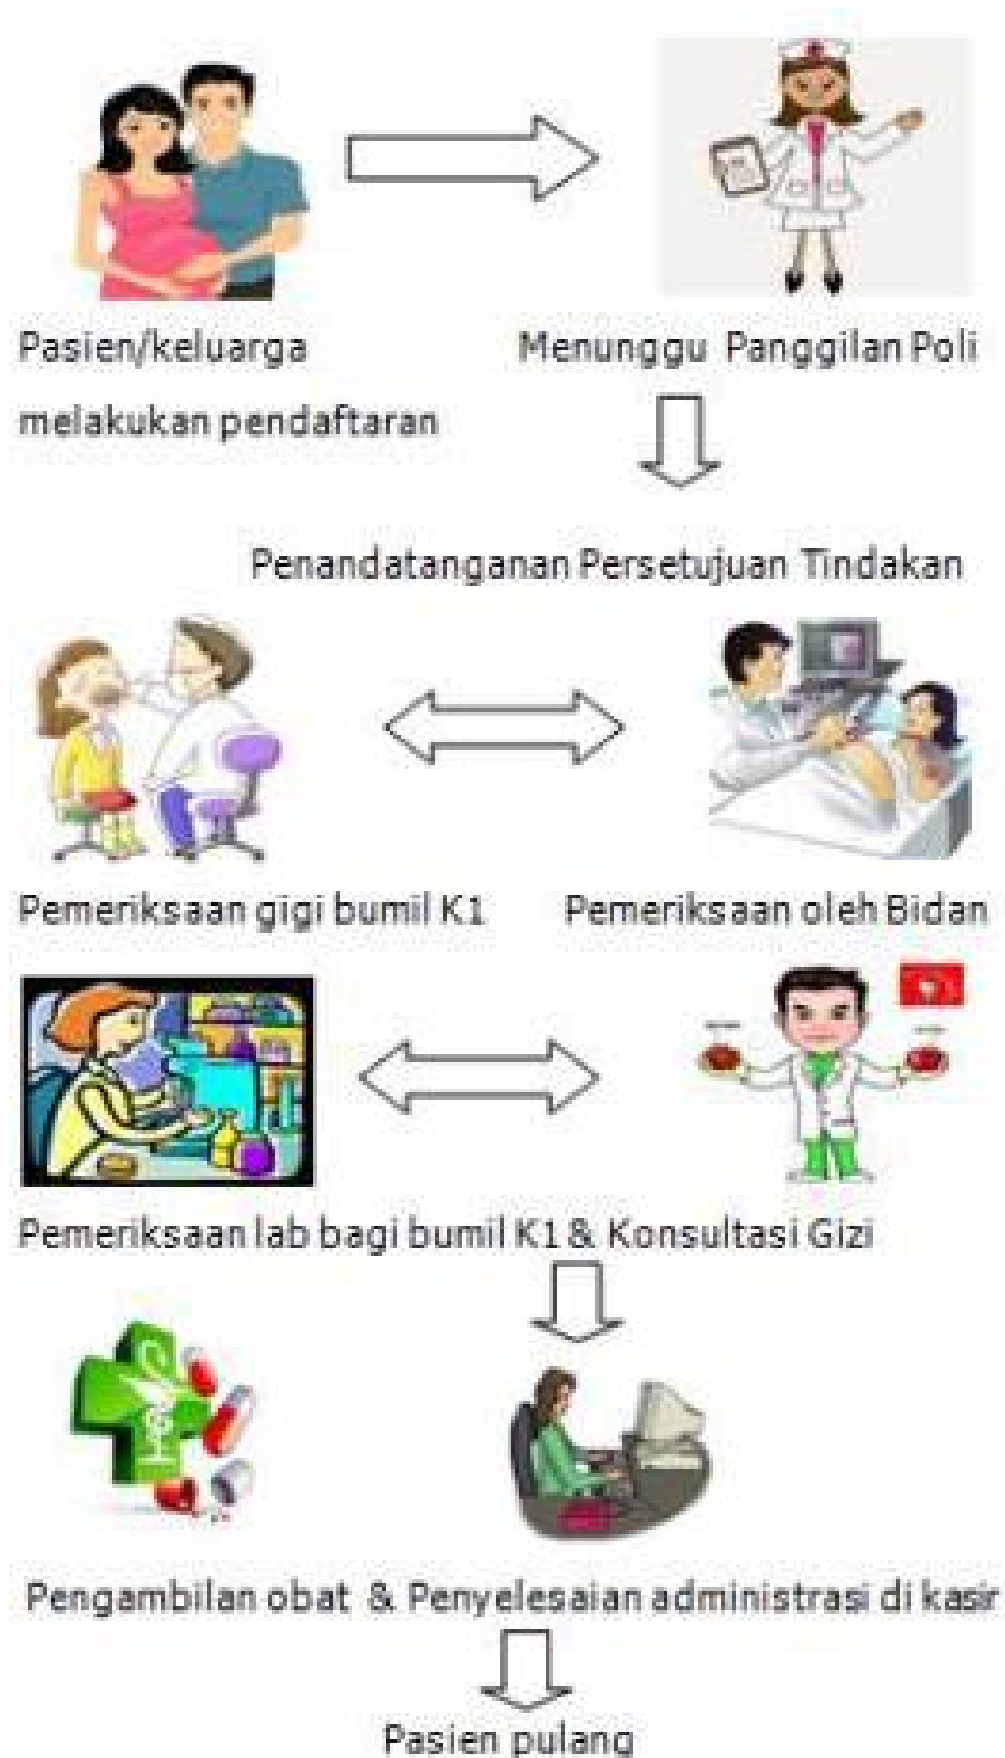 Pasien/keluarga
melakukan pendaftaran
Menunggu Panggilan Poli
Penandatanganan Persetujuan Tindakan
Pemeriksaan gigi bumil K1
Pemeriksaan oleh Bidan
Pemeriksaan lab bagi bumil K1 & Konsultasi Gizi
Pengambilan obat & Penyelesaian administrasi di kasir
Pasien pulang